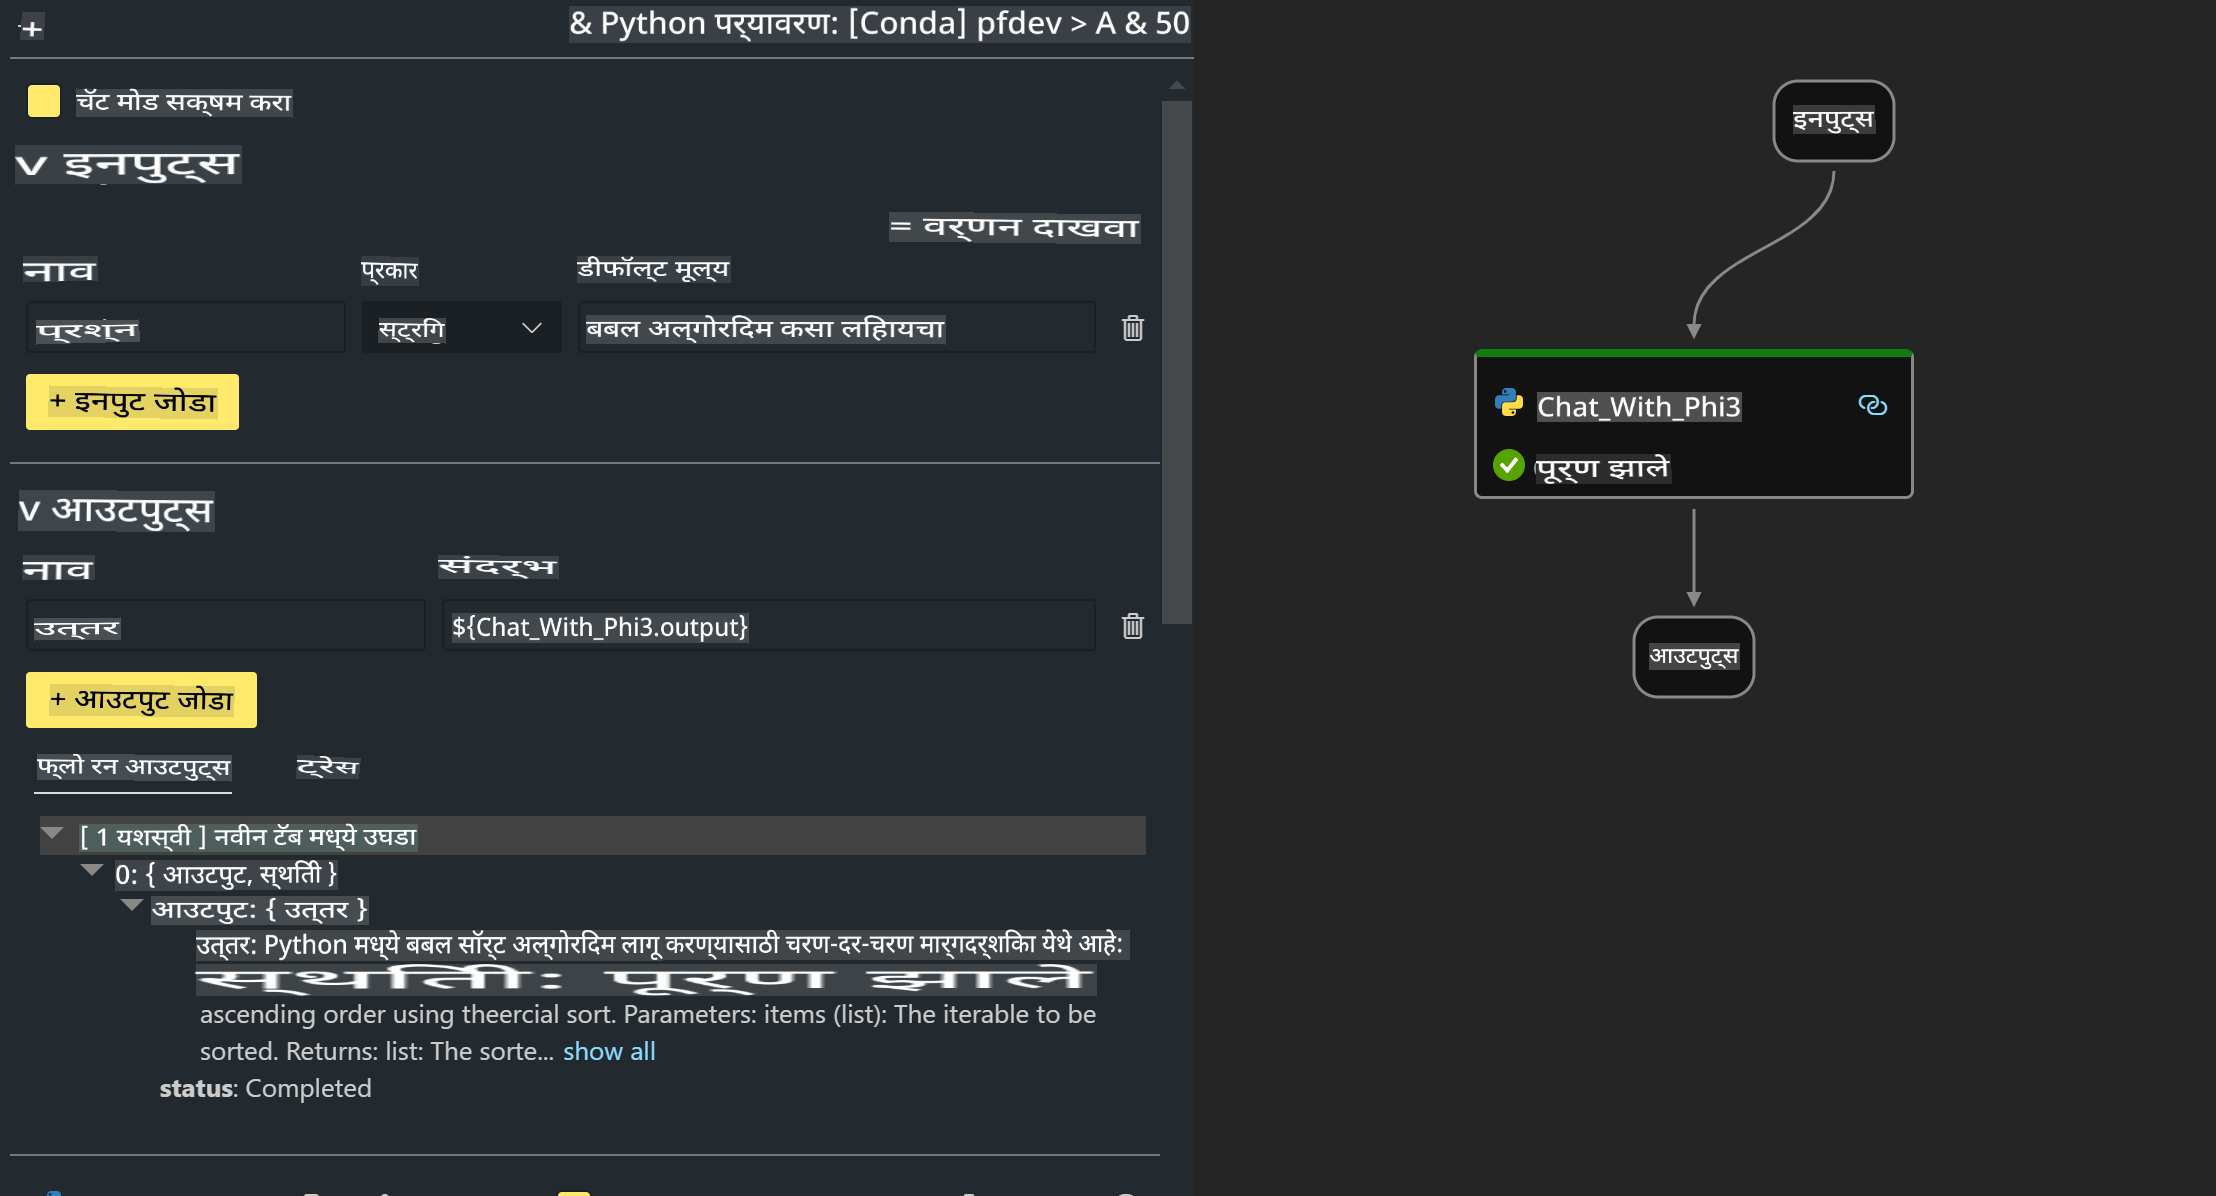 +
& Python पर्यावरण: [Conda] pfdev > A & 50
चॅट मोड सक्षम करा
v इनपुट्स
= वर्णन दाखवा
नाव प्रकार डीफॉल्ट मूल्य
प्रश्न स्ट्रिंग बबल अल्गोरिदम कसा लिहायचा
+ इनपुट जोडा
v आउटपुट्स
नाव संदर्भ
उत्तर ${Chat_With_Phi3.output}
+ आउटपुट जोडा
फ्लो रन आउटपुट्स ट्रेस
[ 1 यशस्वी ] नवीन टॅब मध्ये उघडा
0: { आउटपुट, स्थिती }
आउटपुट: { उत्तर }
उत्तर: Python मध्ये बबल सॉर्ट अल्गोरिदम लागू करण्यासाठी चरण-दर-चरण मार्गदर्शिका येथे आहे:
स्थिती: पूर्ण झाले
ascending order using theercial sort. Parameters: items (list): The iterable to be
sorted. Returns: list: The sorte... show all
status: Completed
इनपुट्स
Chat_With_Phi3
पूर्ण झाले
आउटपुट्स